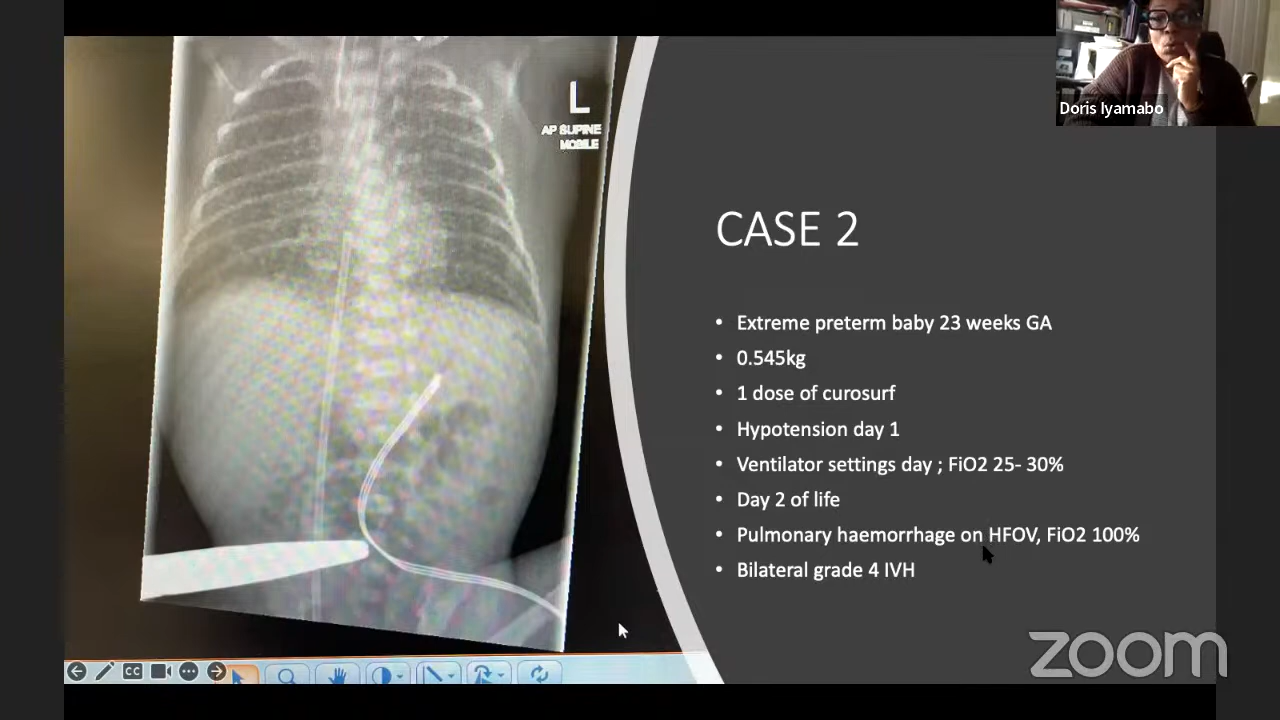 L
AP SUPINE
MOBILE
Doris Iyamabo
CASE 2
• Extreme preterm baby 23 weeks GA
• 0.545kg
• 1 dose of curosurf
• Hypotension day 1
• Ventilator settings day ; FiO2 25- 30%
• Day 2 of life
• Pulmonary haemorrhage on HFOV, FiO2 100%
• Bilateral grade 4 IVH
CC
zoom